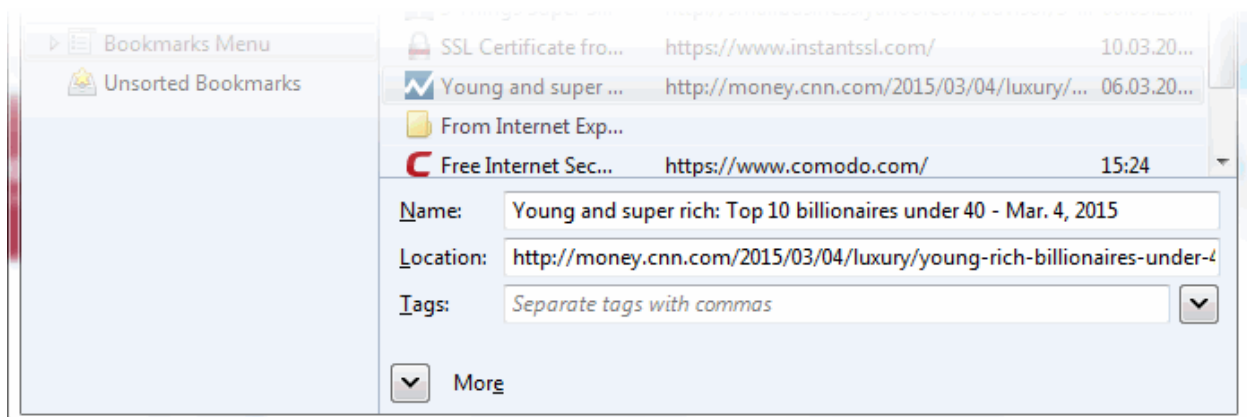 Bookmarks Menu
SSL Certificate fro... https://www.instantssl.com/ 10.03.20...
Unsorted Bookmarks
Young and super ... http://money.cnn.com/2015/03/04/luxury/... 06.03.20...
From Internet Exp...
Free Internet Sec... https://www.comodo.com/ 15:24
Name: Young and super rich: Top 10 billionaires under 40 - Mar. 4, 2015
Location: http://money.cnn.com/2015/03/04/luxury/young-rich-billionaires-under-4
Tags: Separate tags with commas
More